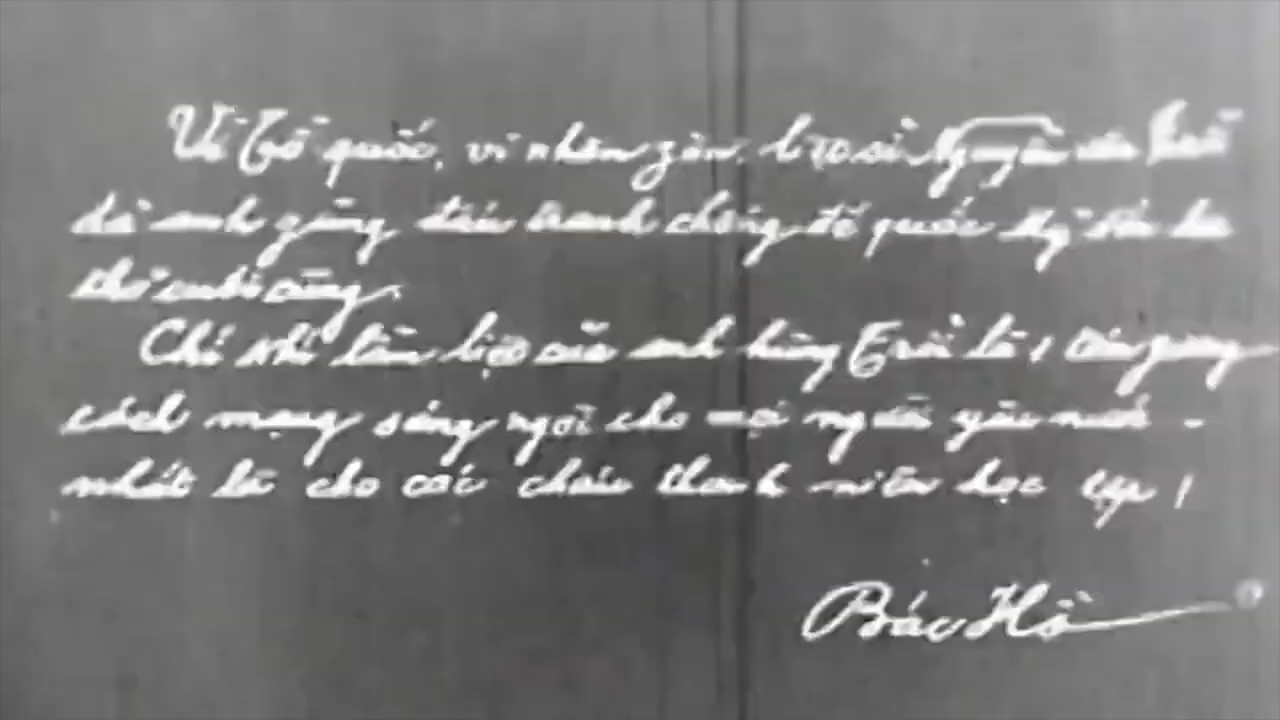 Vì Tổ quốc, vì nhân zân, liệt sĩ Nguyễn văn Trỗi
đã anh zũng đấu tranh chống đế quốc Mỹ đến hơi
thở cuối cùng.
Chí khí lẫm liệt của anh hùng Trỗi là 1 tấm gương
cách mạng sáng ngời cho mọi người yêu nước -
nhất là cho các cháu thanh niên học tập!
Bác Hồ